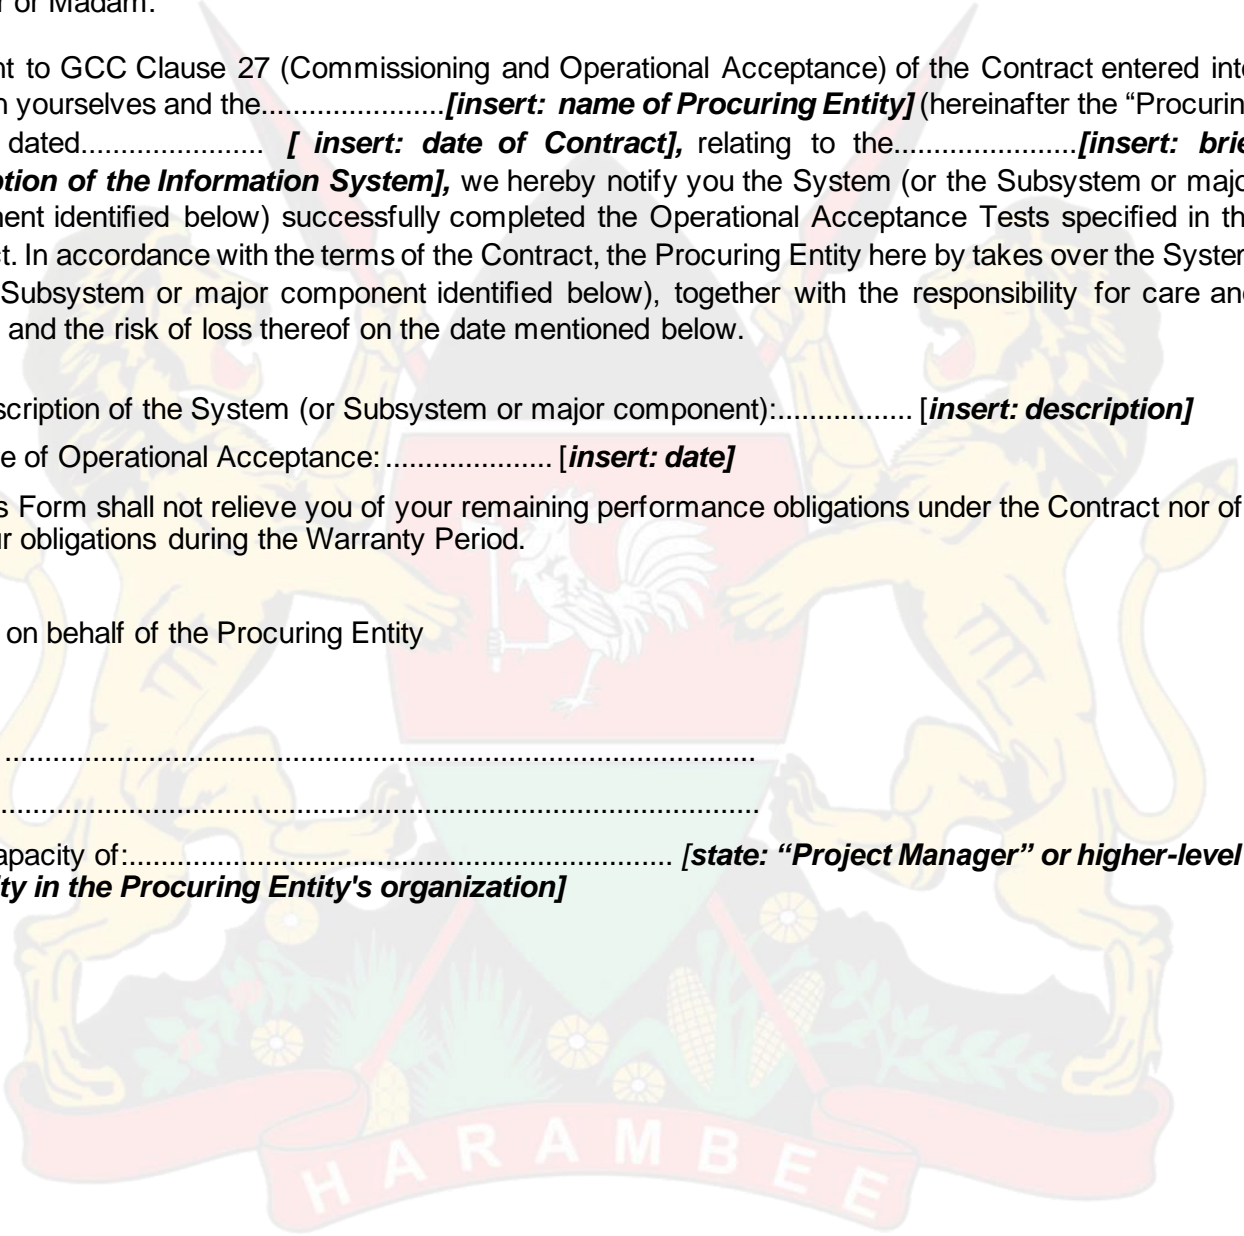 r or Madam:
nt to GCC Clause 27 (Commissioning and Operational Acceptance) of the Contract entered into
n yourselves and the.......................[insert: name of Procuring Entity] (hereinafter the “Procurin
dated....................... [ insert: date of Contract], relating to the.......................[insert: brie
ption of the Information System], we hereby notify you the System (or the Subsystem or majo
nent identified below) successfully completed the Operational Acceptance Tests specified in th
ct. In accordance with the terms of the Contract, the Procuring Entity here by takes over the System
Subsystem or major component identified below), together with the responsibility for care and
and the risk of loss thereof on the date mentioned below.
scription of the System (or Subsystem or major component):................. [insert: description]
e of Operational Acceptance: ..................... [insert: date]
s Form shall not relieve you of your remaining performance obligations under the Contract nor of
ur obligations during the Warranty Period.
on behalf of the Procuring Entity
...............................................................................................
................................................................................................
apacity of:.................................................................... [state: “Project Manager” or higher-level
ity in the Procuring Entity's organization]
HARAMBEE